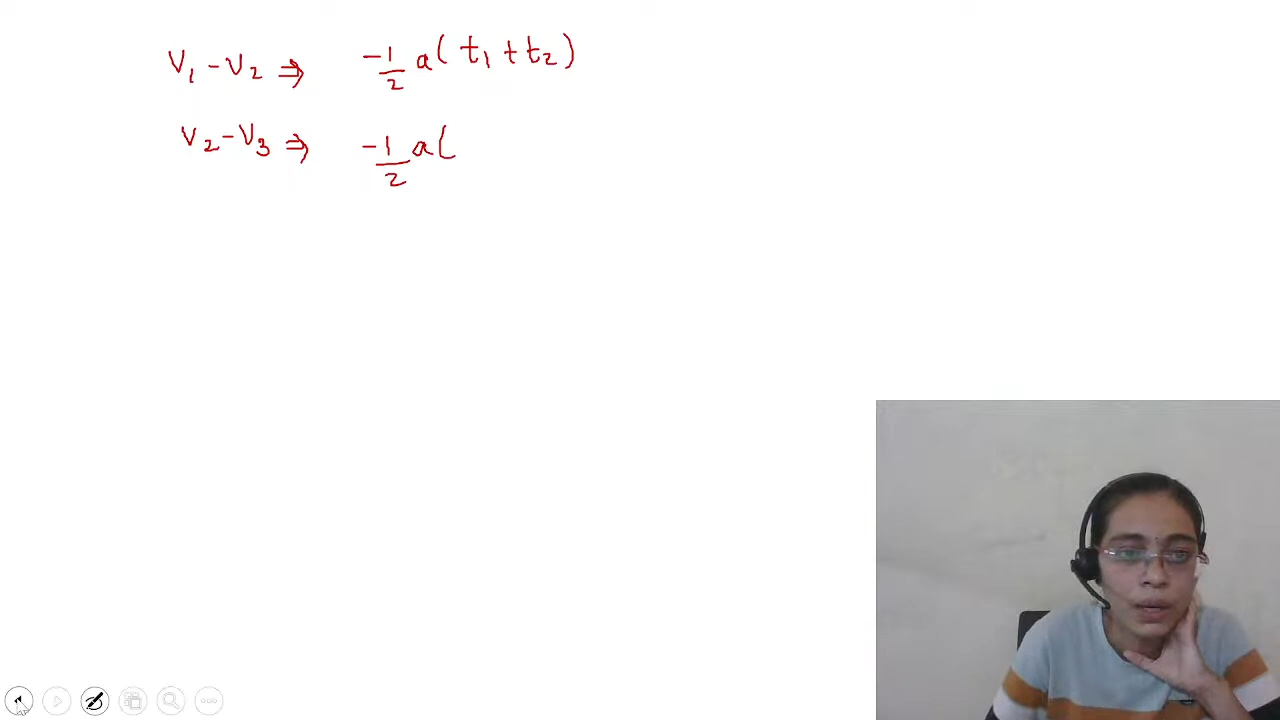 v₁ - v₂ ⇒ -1/2 a( t₁ + t₂ )
v₂ - v₃ ⇒ -1/2 a(